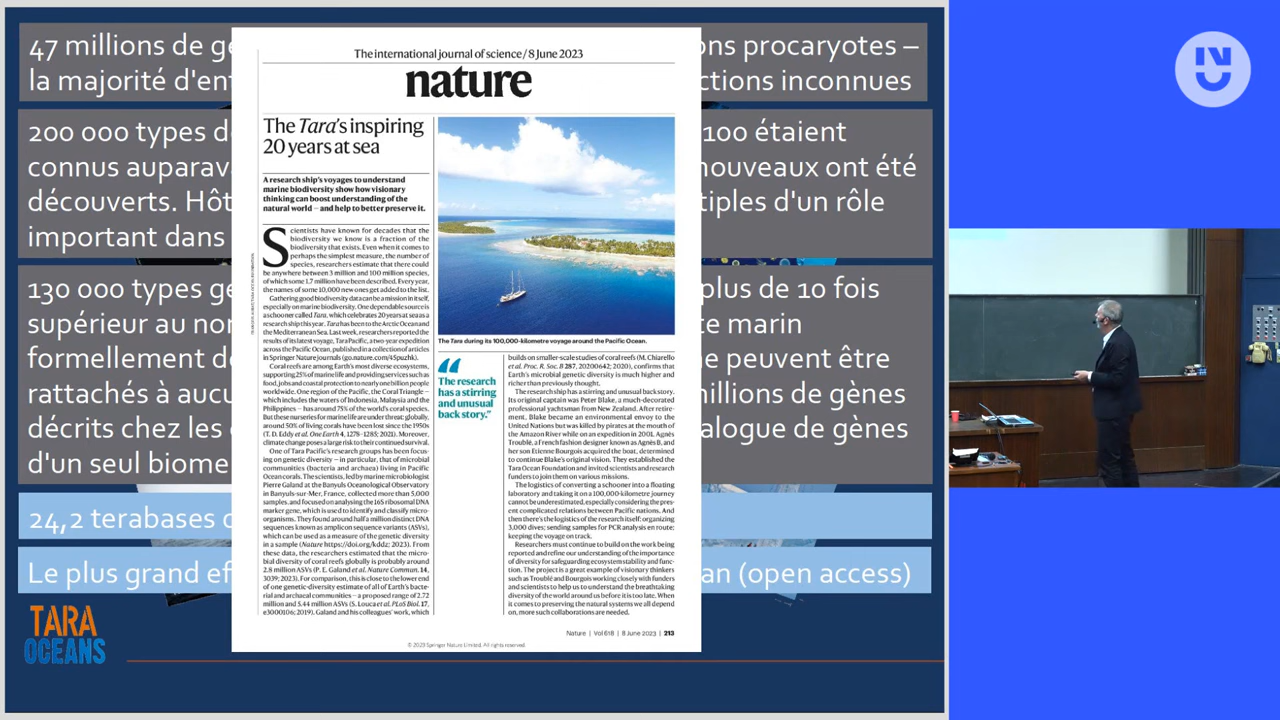 47 millions de
ons procaryotes –
la majorité
ctions inconnues
200 000 types
100 étaient
connus
nouveaux ont été
découverts.
tiples d'un rôle
important dans
130 000 types
plus de 10 fois
supérieur au
te marin
formellement
ne peuvent être
rattachés à
millions de gènes
décrits chez les
alogue de gènes
d'un seul biome
24,2 terabases
Le plus grand
an (open access)
TARA
OCEANS
The international journal of science / 8 June 2023
nature
The Tara's inspiring
20 years at sea
A research ship's voyages to understand
marine biodiversity show how visionary
thinking can boost understanding of the
natural world – and help to better preserve it.
Scientists have known for decades that the
biodiversity we know is a fraction of the
biodiversity that exists. Even when it comes to
perhaps the simplest measure, the number of
species, researchers estimate that there could
be anywhere between 3 million and 100 million species,
of which some 1.7 million have been described. Every year,
the names of some 10,000 new ones get added to the list.
Gathering good biodiversity data can be a mission in itself,
especially on marine biodiversity. One dependable source is
a schooner called Tara, which celebrates 20 years at sea as a
research ship this year. Tara has been to the Arctic Ocean and
the Mediterranean Sea. Last week, researchers reported the
results of its latest voyage, Tara Pacific, a two-year expedition
across the Pacific Ocean, published in a collection of articles
in Springer Nature journals (go.nature.com/45puzhk).
Coral reefs are among Earth's most diverse ecosystems,
supporting 25% of marine life and providing services such as
food, jobs and coastal protection to nearly one billion people
worldwide. One region of the Pacific, the Coral Triangle –
which includes the waters of Indonesia, Malaysia and the
Philippines – has around 75% of the world's coral species.
But these nurseries for marine life are under threat: globally,
around 50% of living corals have been lost since the 1950s
(T. D. Eddy et al. One Earth 4, 1278–1285; 2021). Moreover,
climate change poses a large risk to their continued survival.
One of Tara Pacific's research groups has been focus-
ing on genetic diversity – in particular, that of microbial
communities (bacteria and archaea) living in Pacific
Ocean corals. The scientists, led by marine microbiologist
Pierre Galand at the Banyuls Oceanological Observatory
in Banyuls-sur-Mer, France, collected more than 5,000
samples, and focused on analysing the 16S ribosomal DNA
marker gene, which is used to identify and classify micro-
organisms. They found around half a million distinct DNA
sequences known as amplicon sequence variants (ASVs),
which can be used as a measure of the genetic diversity
in a sample (Nature https://doi.org/kddz; 2023). From
these data, the researchers estimated that the micro-
bial diversity of coral reefs globally is probably around
2.8 million ASVs (P. E. Galand et al. Nature Commun. 14,
3039; 2023). For comparison, this is close to the lower end
of one genetic-diversity estimate of all of Earth's bacte-
rial and archaeal communities – a proposed range of 2.72
million and 5.44 million ASVs (S. Louca et al. PLoS Biol. 17,
e3000106; 2019). Galand and his colleagues' work, which
The Tara during its 100,000-kilometre voyage around the Pacific Ocean.
“
The research
has a stirring
and unusual
back story.”
builds on smaller-scale studies of coral reefs (M. Chiarello
et al. Proc. R. Soc. B 287, 20200642; 2020), confirms that
Earth's microbial genetic diversity is much higher and
richer than previously thought.
The research has a stirring and unusual back story.
Its original captain was Peter Blake, a much-decorated
professional yachtsman from New Zealand. After retire-
ment, Blake became an environmental envoy to the
United Nations but was killed by pirates at the mouth of
the Amazon River while on an expedition in 2001. Agnès
Troublé, a French fashion designer known as Agnès B, and
her son Etienne Bourgois acquired the boat, determined
to continue Blake's original vision. They established the
Tara Ocean Foundation and invited scientists and research
funders to join them on various missions.
The logistics of converting a schooner into a floating
laboratory and taking it on a 100,000-kilometre journey
cannot be underestimated, especially considering the pres-
ent complicated relations between Pacific nations. And
then there's the logistics of the research itself: organizing
3,000 dives; sending samples for PCR analysis en route;
keeping the voyage on track.
Researchers must continue to build on the work being
reported and refine our understanding of the importance
of diversity for safeguarding ecosystem stability and func-
tion. The project is a great example of visionary thinkers
such as Troublé and Bourgois working closely with funders
and scientists to help us to understand the breathtaking
diversity of the world around us before it is too late. When
it comes to preserving the natural systems we all depend
on, more such collaborations are needed.
Nature | Vol 618 | 8 June 2023 | 213
© 2023 Springer Nature Limited. All rights reserved.